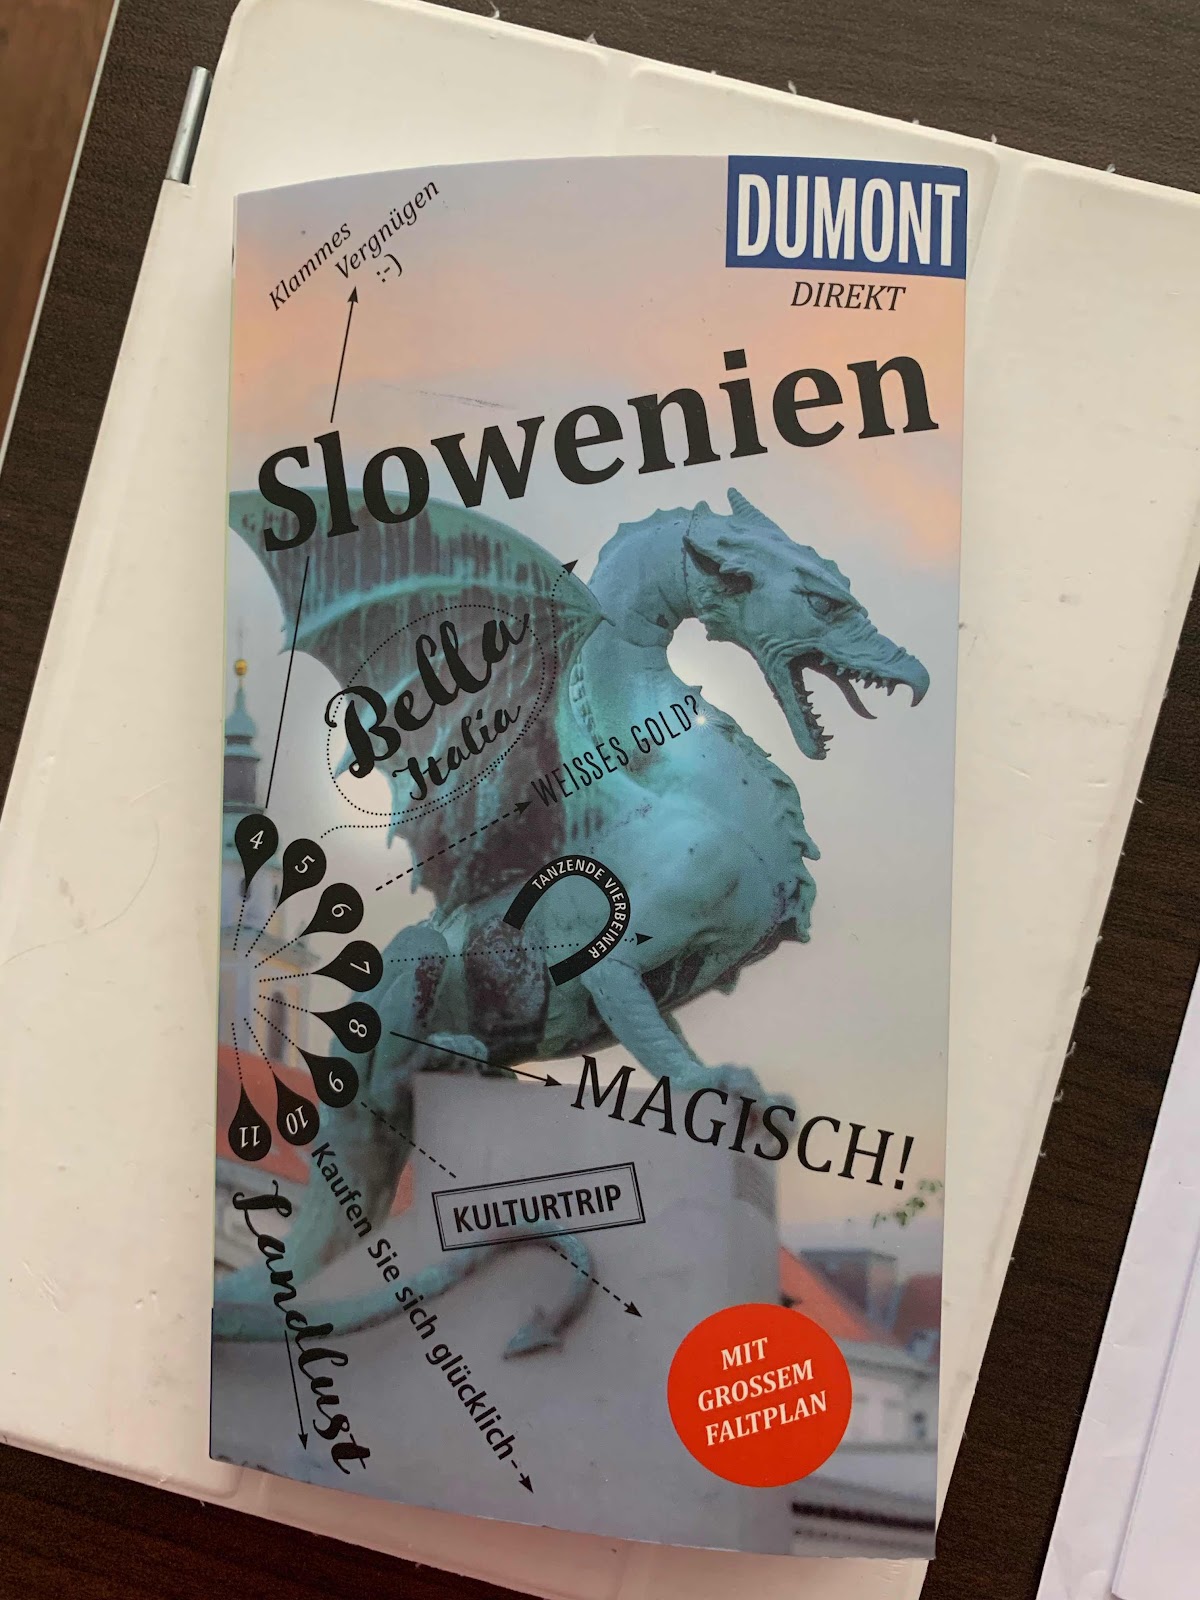 DUMONT
DIREKT
Klammes
Vergnügen
:-)
Slowenien
Bella
Italia
WEISSES GOLD?
4
5
6
7
8
9
10
11
TANZENDE VIERBEINER
MAGISCH!
KULTURTRIP
Kaufen Sie sich glücklich
Landlust
MIT
GROSSEM
FALTPLAN